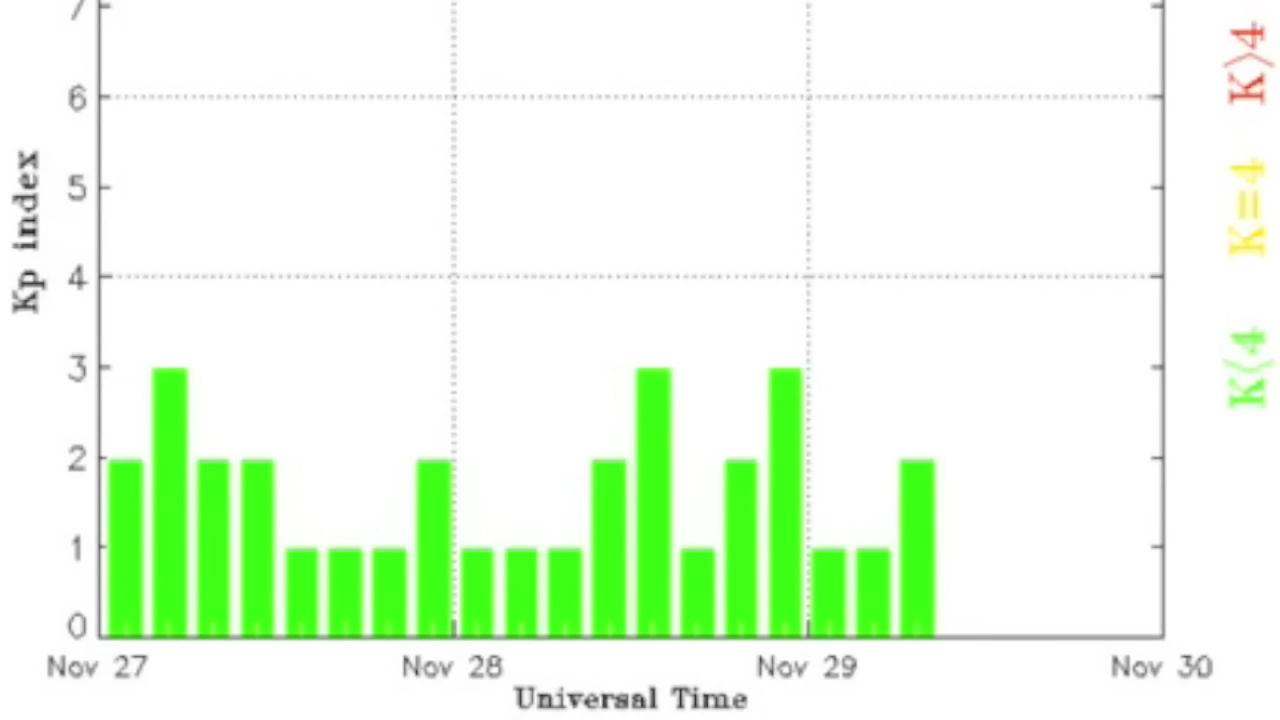 7
6
5
4
3
2
1
0
Kp index
Nov 27
Nov 28
Nov 29
Nov 30
Universal Time
K>4
K=4
K<4